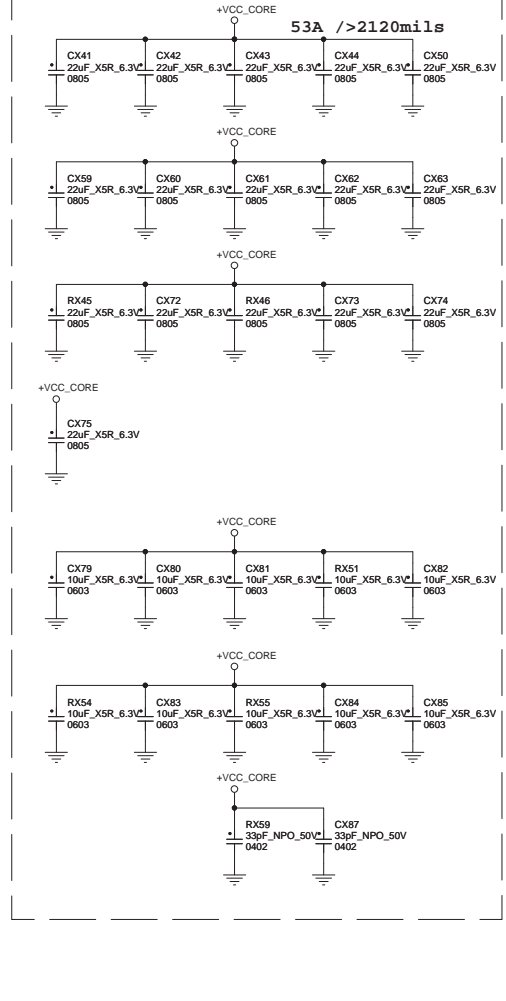 +VCC_CORE
53A />2120mils
CX41 CX42 CX43 CX44 CX50
22uF_X5R_6.3V 22uF_X5R_6.3V 22uF_X5R_6.3V 22uF_X5R_6.3V 22uF_X5R_6.3V
0805 0805 0805 0805 0805
+VCC_CORE
CX59 CX60 CX61 CX62 CX63
22uF_X5R_6.3V 22uF_X5R_6.3V 22uF_X5R_6.3V 22uF_X5R_6.3V 22uF_X5R_6.3V
0805 0805 0805 0805 0805
+VCC_CORE
RX45 CX72 RX46 CX73 CX74
22uF_X5R_6.3V 22uF_X5R_6.3V 22uF_X5R_6.3V 22uF_X5R_6.3V 22uF_X5R_6.3V
0805 0805 0805 0805 0805
+VCC_CORE
CX75
22uF_X5R_6.3V
0805
+VCC_CORE
CX79 CX80 CX81 RX51 CX82
10uF_X5R_6.3V 10uF_X5R_6.3V 10uF_X5R_6.3V 10uF_X5R_6.3V 10uF_X5R_6.3V
0603 0603 0603 0603 0603
+VCC_CORE
RX54 CX83 RX55 CX84 CX85
10uF_X5R_6.3V 10uF_X5R_6.3V 10uF_X5R_6.3V 10uF_X5R_6.3V 10uF_X5R_6.3V
0603 0603 0603 0603 0603
+VCC_CORE
RX59 CX87
33pF_NPO_50V 33pF_NPO_50V
0402 0402